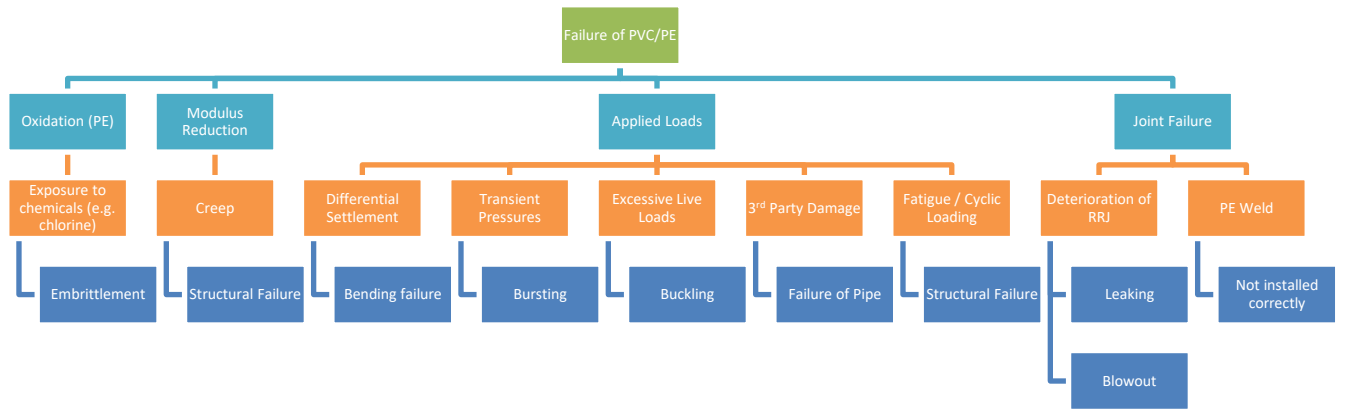 Failure of PVC/PE
Oxidation (PE)
Modulus
Reduction
Applied Loads
Joint Failure
Exposure to
chemicals (e.g.
chlorine)
Creep
Differential
Settlement
Transient
Pressures
Excessive Live
Loads
3rd Party Damage
Fatigue / Cyclic
Loading
Deterioration of
RRJ
PE Weld
Embrittlement
Structural Failure
Bending failure
Bursting
Buckling
Failure of Pipe
Structural Failure
Leaking
Not installed
correctly
Blowout